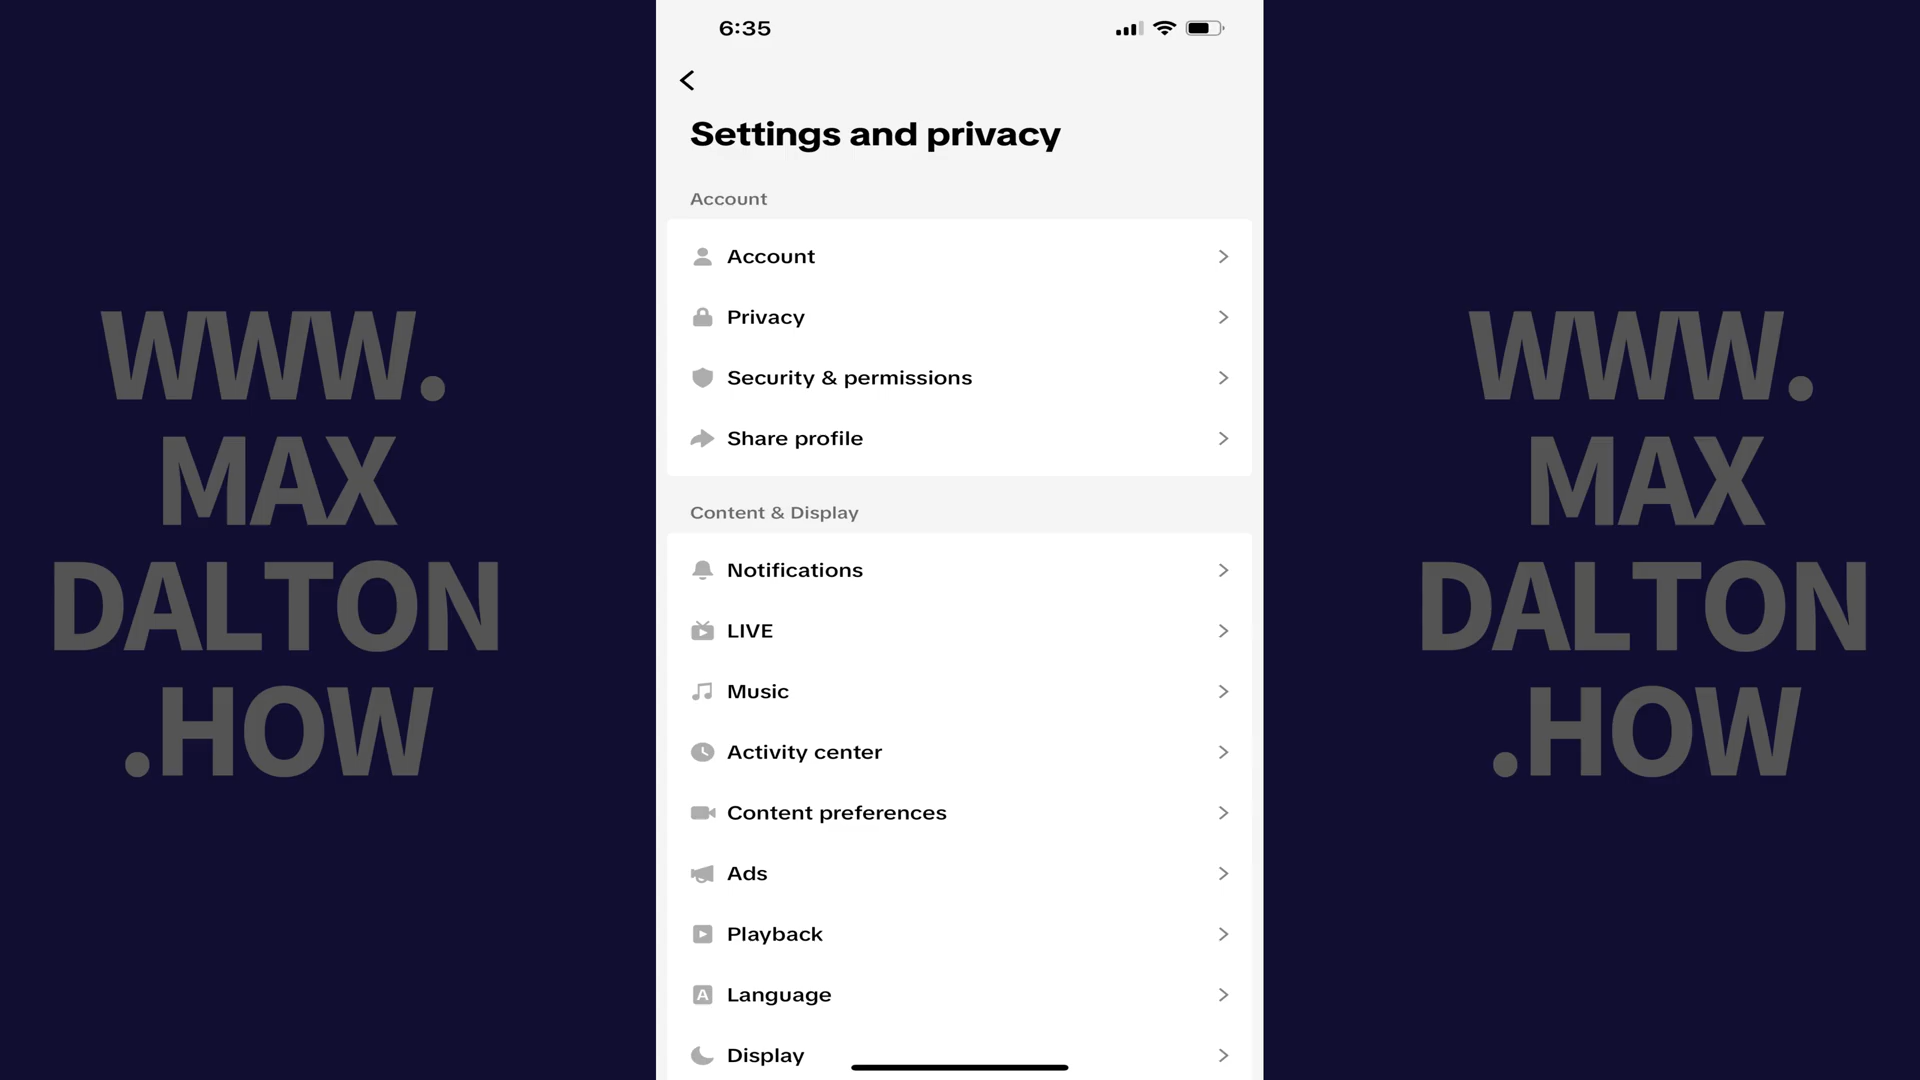 WWW.
MAX
DALTON
.HOW
6:35
Settings and privacy
Account
Account
Privacy
Security & permissions
Share profile
Content & Display
Notifications
LIVE
Music
Activity center
Content preferences
Ads
Playback
A Language
Display
WWW.
MAX
DALTON
.HOW